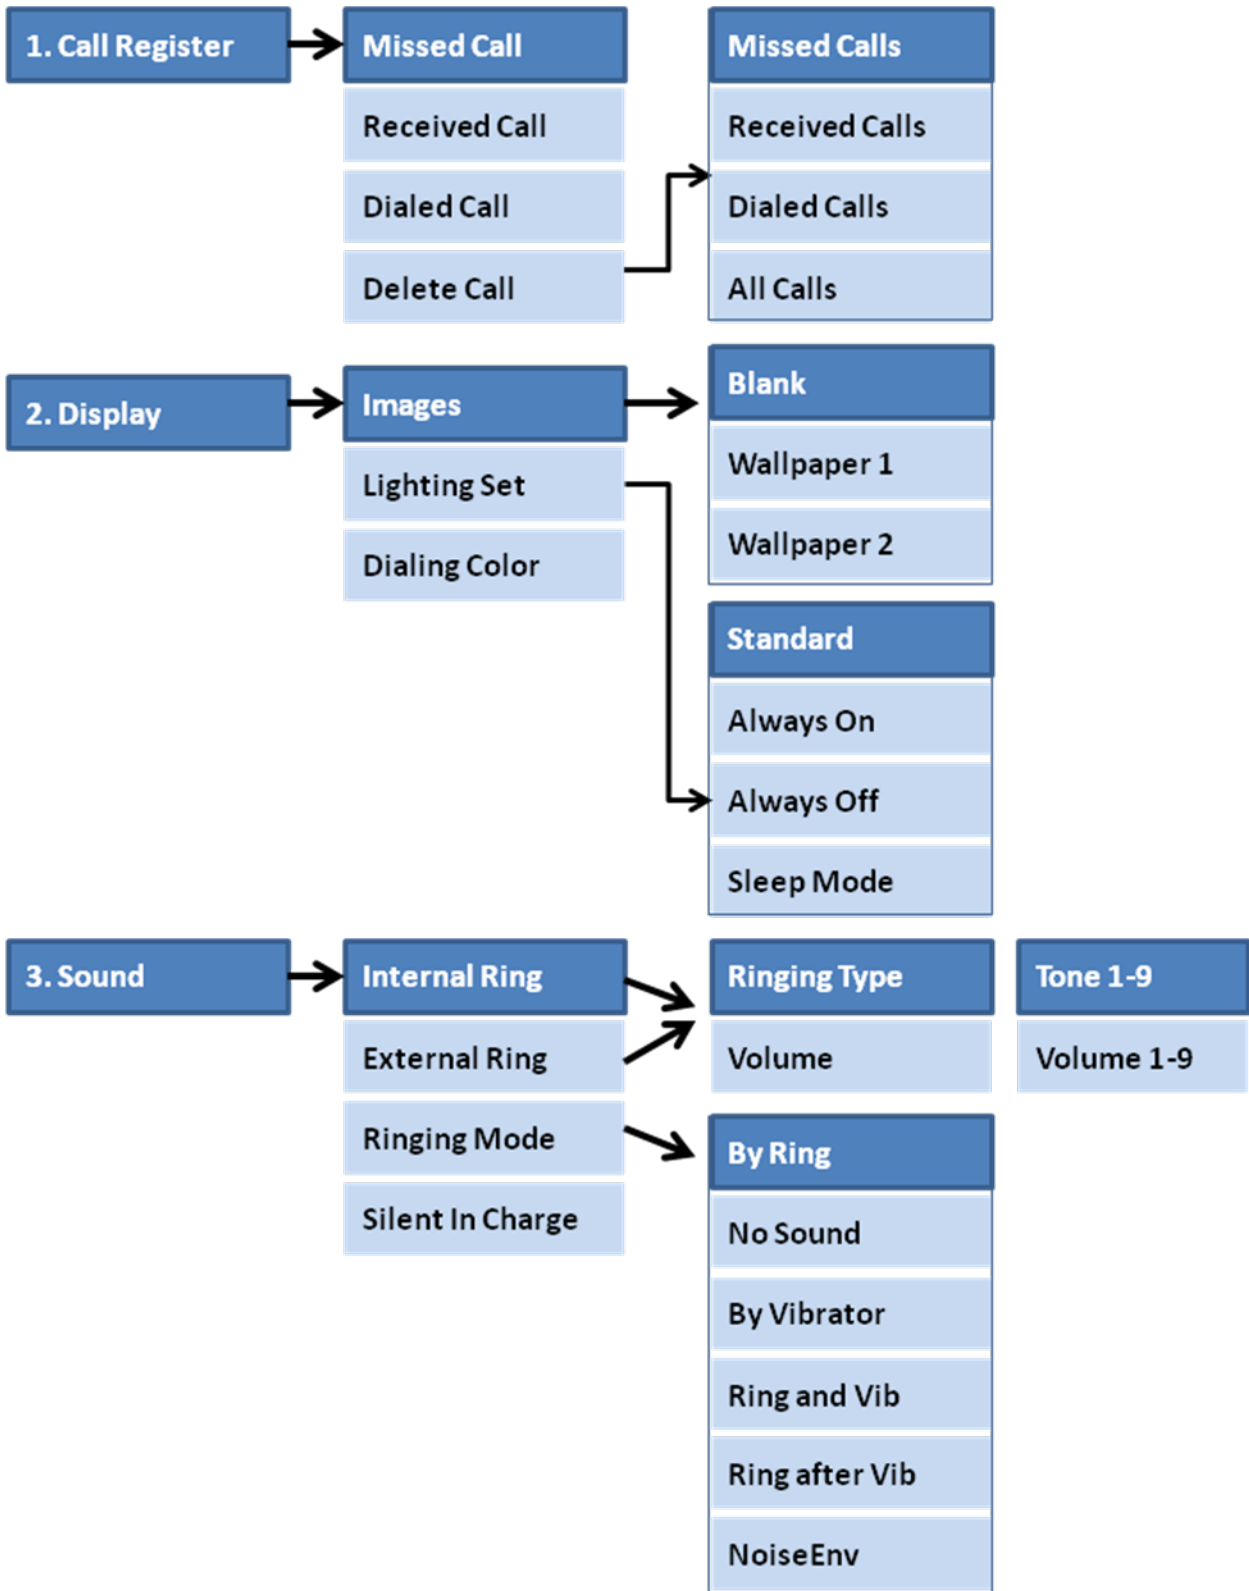 1. Call Register
Missed Call
Received Call
Dialed Call
Delete Call
Missed Calls
Received Calls
Dialed Calls
All Calls
2. Display
Images
Lighting Set
Dialing Color
Blank
Wallpaper 1
Wallpaper 2
Standard
Always On
Always Off
Sleep Mode
3. Sound
Internal Ring
External Ring
Ringing Mode
Silent In Charge
Ringing Type
Volume
Tone 1-9
Volume 1-9
By Ring
No Sound
By Vibrator
Ring and Vib
Ring after Vib
NoiseEnv